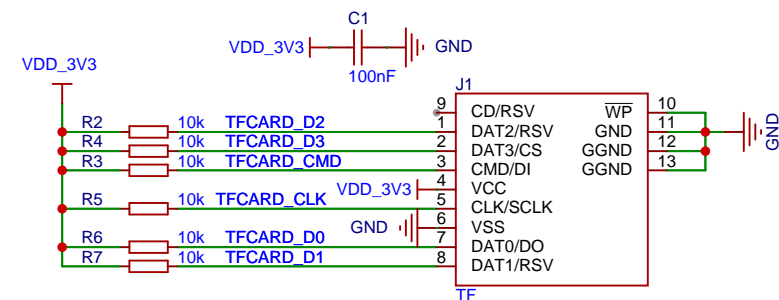 C1
VDD_3V3
GND
100nF
VDD_3V3
J1
R2 10k TFCARD_D2
R4 10k TFCARD_D3
R3 10k TFCARD_CMD
VDD_3V3
R5 10k TFCARD_CLK
GND
R6 10k TFCARD_D0
R7 10k TFCARD_D1
9 CD/RSV WP 10
1 DAT2/RSV GND 11
2 DAT3/CS GGND 12
3 CMD/DI GGND 13
4 VCC
5 CLK/SCLK
6 VSS
7 DAT0/DO
8 DAT1/RSV
GND
TF